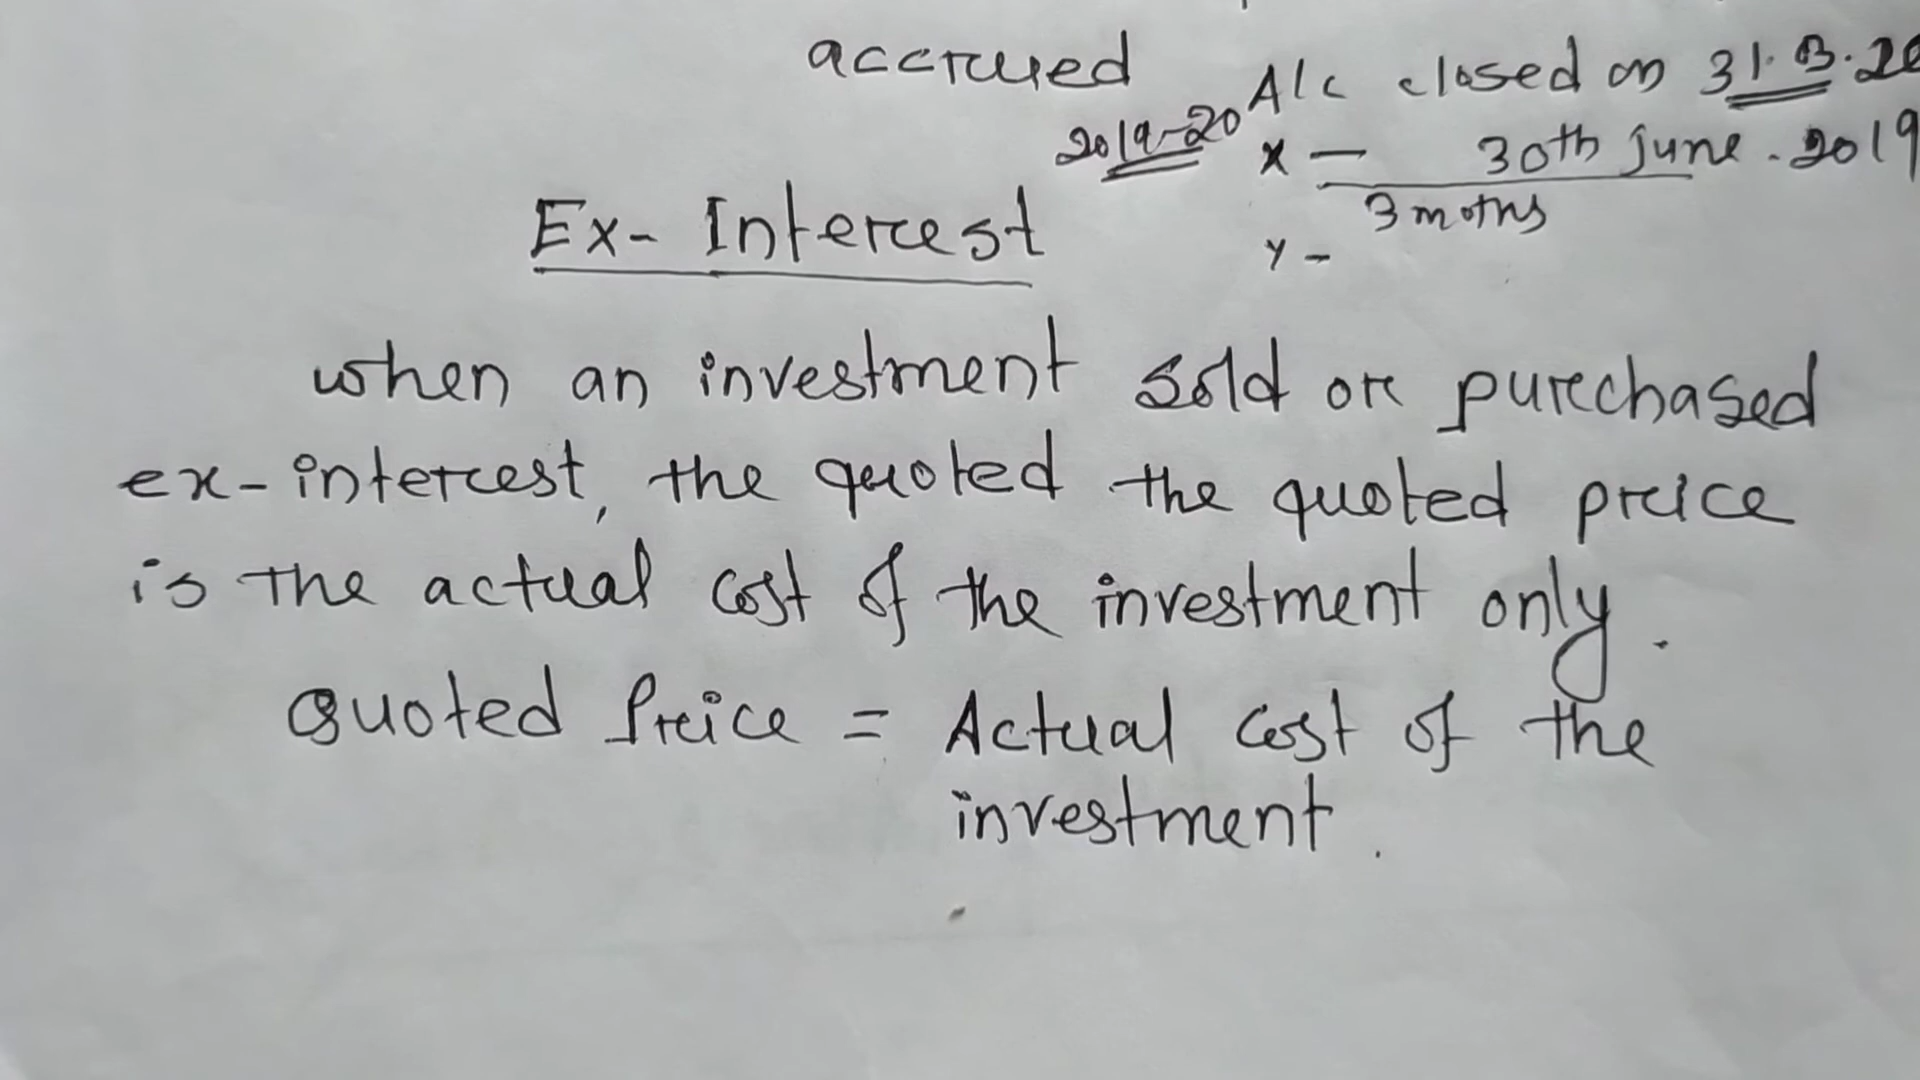 accrued
A/c closed on 31.03.20
2019-20
x - 30th june. 2019
3 moths
Y -
Ex- Interest
when an investment sold or purchased
ex-interest, the quoted the quoted price
is the actual cost of the investment only.
Quoted Price = Actual cost of the
investment.